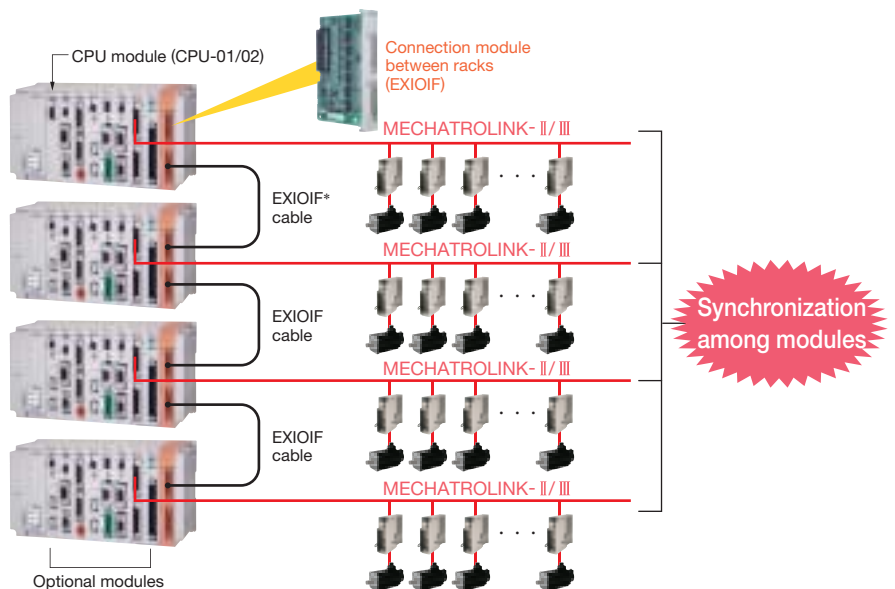 CPU module (CPU-01/02)
Connection module
between racks
(EXIOIF)
MECHATROLINK-Ⅱ/Ⅲ
EXIOIF*
cable
MECHATROLINK-Ⅱ/Ⅲ
EXIOIF
cable
Synchronization
among modules
MECHATROLINK-Ⅱ/Ⅲ
EXIOIF
cable
MECHATROLINK-Ⅱ/Ⅲ
Optional modules